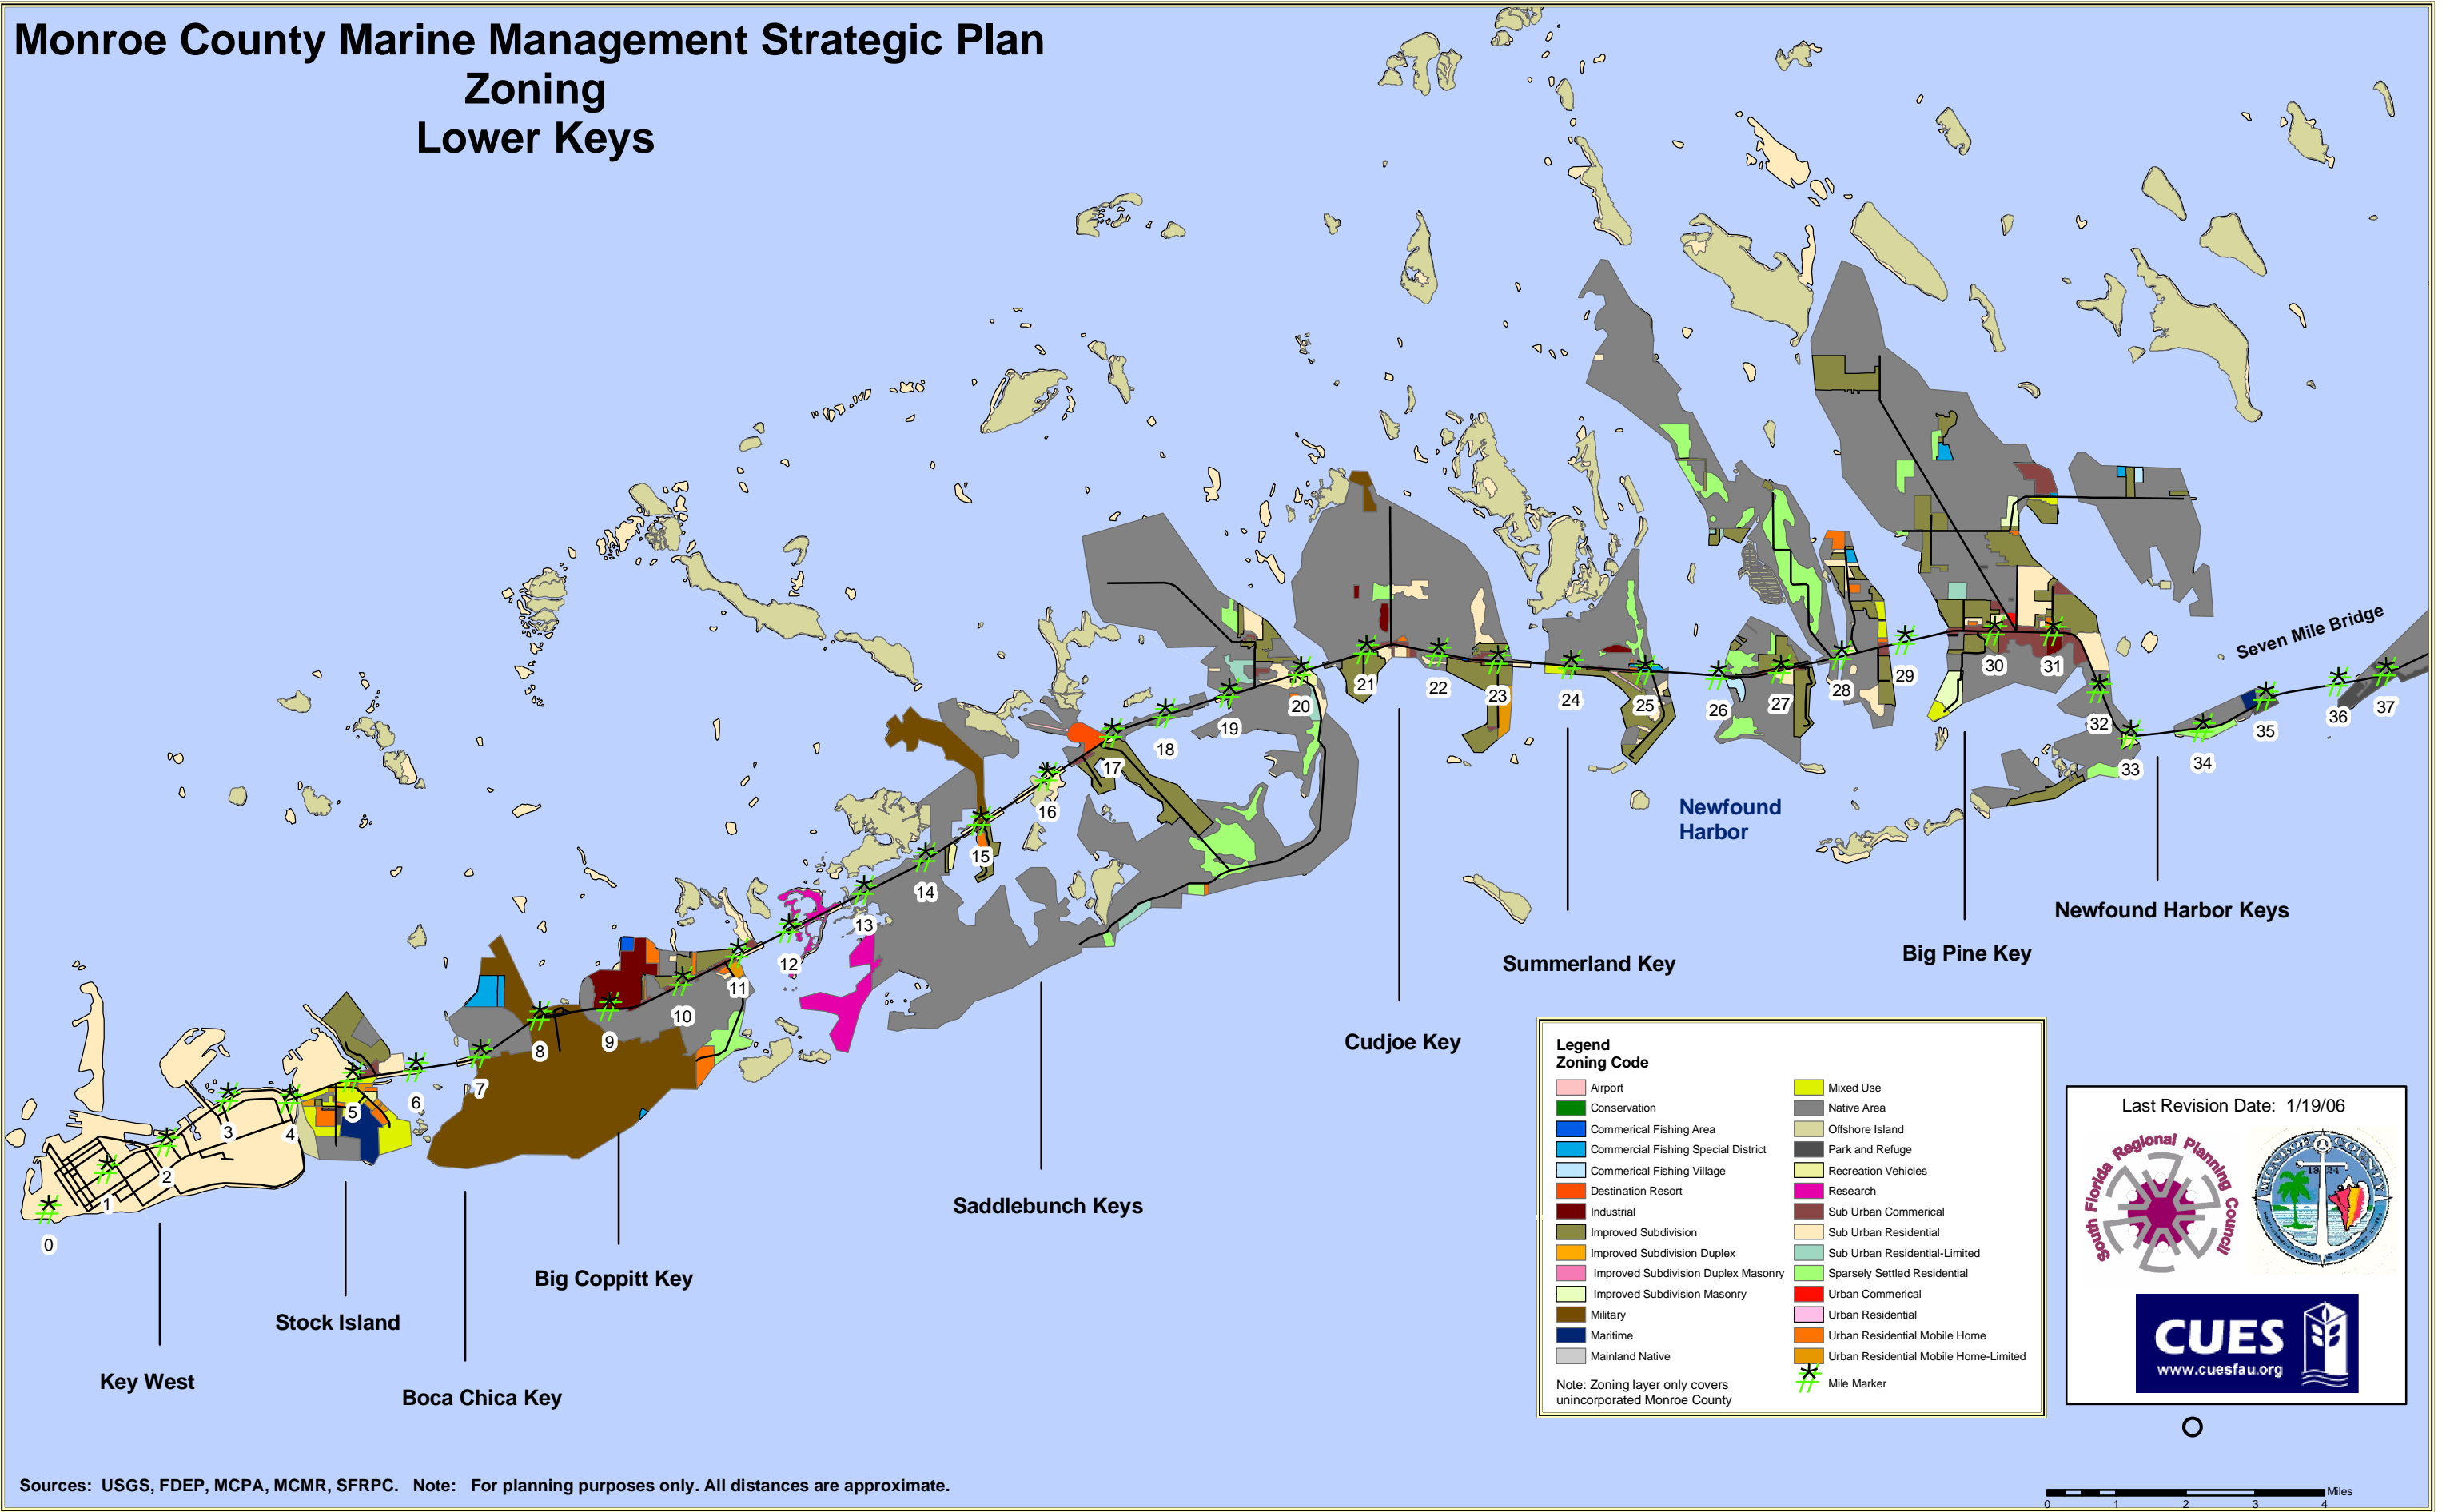 Monroe County Marine Management Strategic Plan
Zoning
Lower Keys
Seven Mile Bridge
0
1
2
3
4
5
6
7
8
9
10
11
12
13
14
15
16
17
18
19
20
21
22
23
24
25
26
27
28
29
30
31
32
33
34
35
36
37
Newfound
Harbor
Newfound Harbor Keys
Big Pine Key
Summerland Key
Cudjoe Key
Saddlebunch Keys
Big Coppitt Key
Stock Island
Key West
Boca Chica Key
Legend
Zoning Code
Airport
Conservation
Commerical Fishing Area
Commercial Fishing Special District
Commerical Fishing Village
Destination Resort
Industrial
Improved Subdivision
Improved Subdivision Duplex
Improved Subdivision Duplex Masonry
Improved Subdivision Masonry
Military
Maritime
Mainland Native
Mixed Use
Native Area
Offshore Island
Park and Refuge
Recreation Vehicles
Research
Sub Urban Commerical
Sub Urban Residential
Sub Urban Residential-Limited
Sparsely Settled Residential
Urban Commerical
Urban Residential
Urban Residential Mobile Home
Urban Residential Mobile Home-Limited
Mile Marker
Note: Zoning layer only covers
unincorporated Monroe County
Last Revision Date: 1/19/06
South Florida Regional Planning Council
CUES
www.cuesfau.org
Sources: USGS, FDEP, MCPA, MCMR, SFRPC. Note: For planning purposes only. All distances are approximate.
Miles
0 1 2 3 4